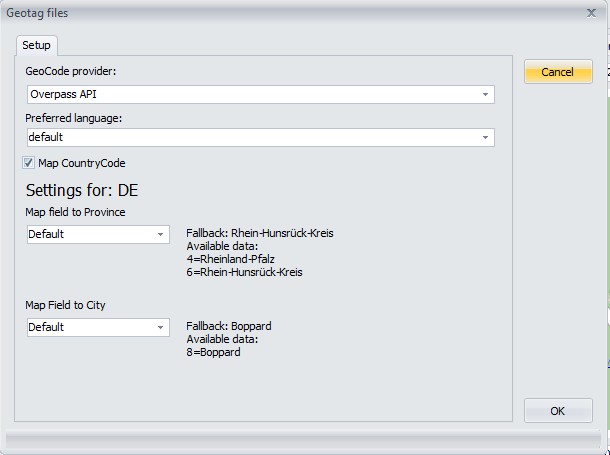 Geotag files
Setup
GeoCode provider:
Overpass API
Cancel
Preferred language:
default
Map CountryCode
Settings for: DE
Map field to Province
Default
Fallback: Rhein-Hunsrück-Kreis
Available data:
4=Rheinland-Pfalz
6=Rhein-Hunsrück-Kreis
Map Field to City
Default
Fallback: Boppard
Available data:
8=Boppard
OK